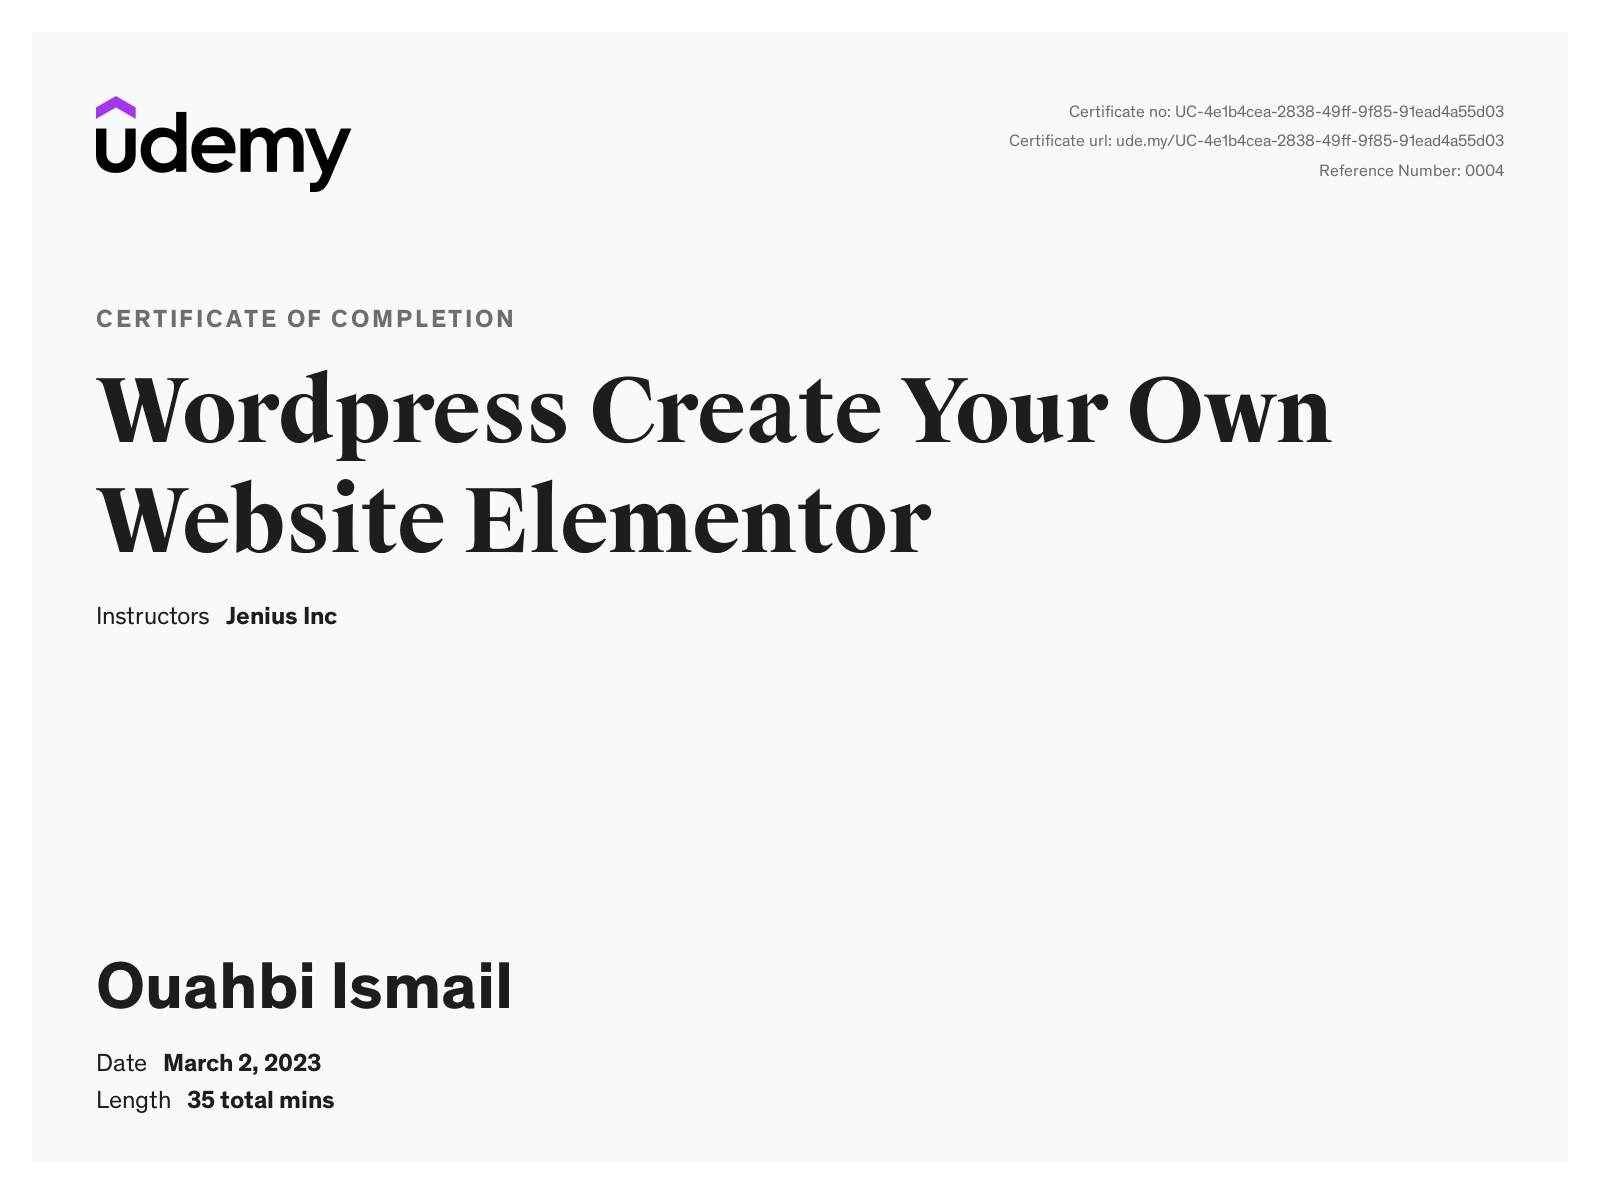 udemy
Certificate no: UC-4e1b4cea-2838-49ff-9f85-91ead4a55d03
Certificate url: ude.my/UC-4e1b4cea-2838-49ff-9f85-91ead4a55d03
Reference Number: 0004
CERTIFICATE OF COMPLETION
Wordpress Create Your Own
Website Elementor
Instructors Jenius Inc
Ouahbi Ismail
Date March 2, 2023
Length 35 total mins